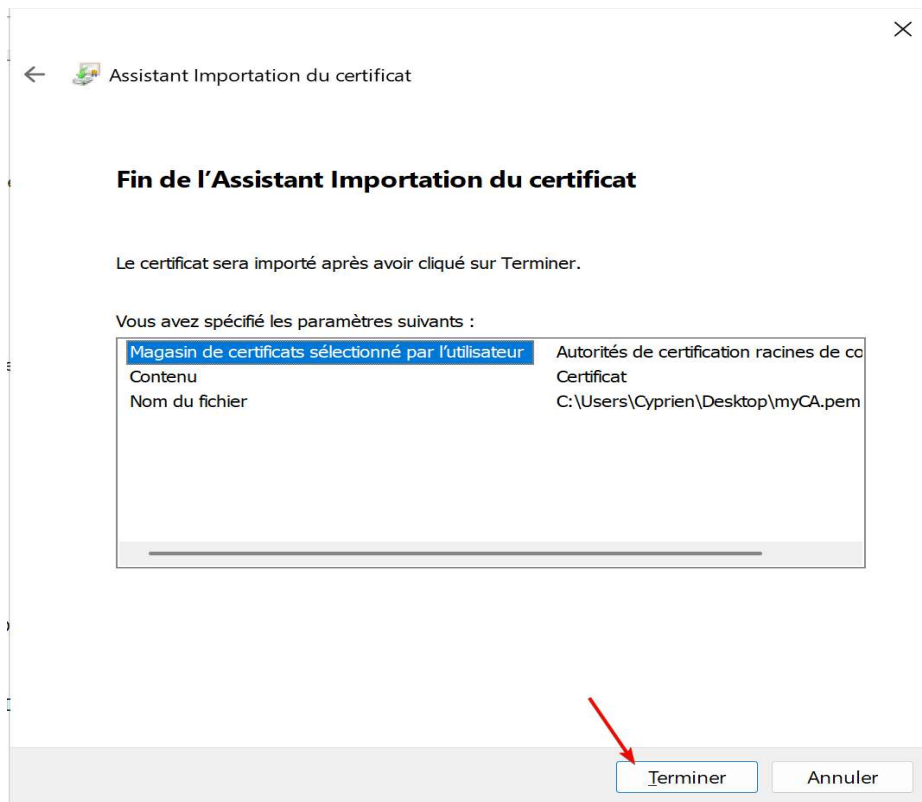 Assistant Importation du certificat
Fin de l'Assistant Importation du certificat
Le certificat sera importé après avoir cliqué sur Terminer.
Vous avez spécifié les paramètres suivants :
Magasin de certificats sélectionné par l'utilisateur Autorités de certification racines de co
Contenu Certificat
Nom du fichier C:\Users\Cyprien\Desktop\myCA.pem
Terminer Annuler